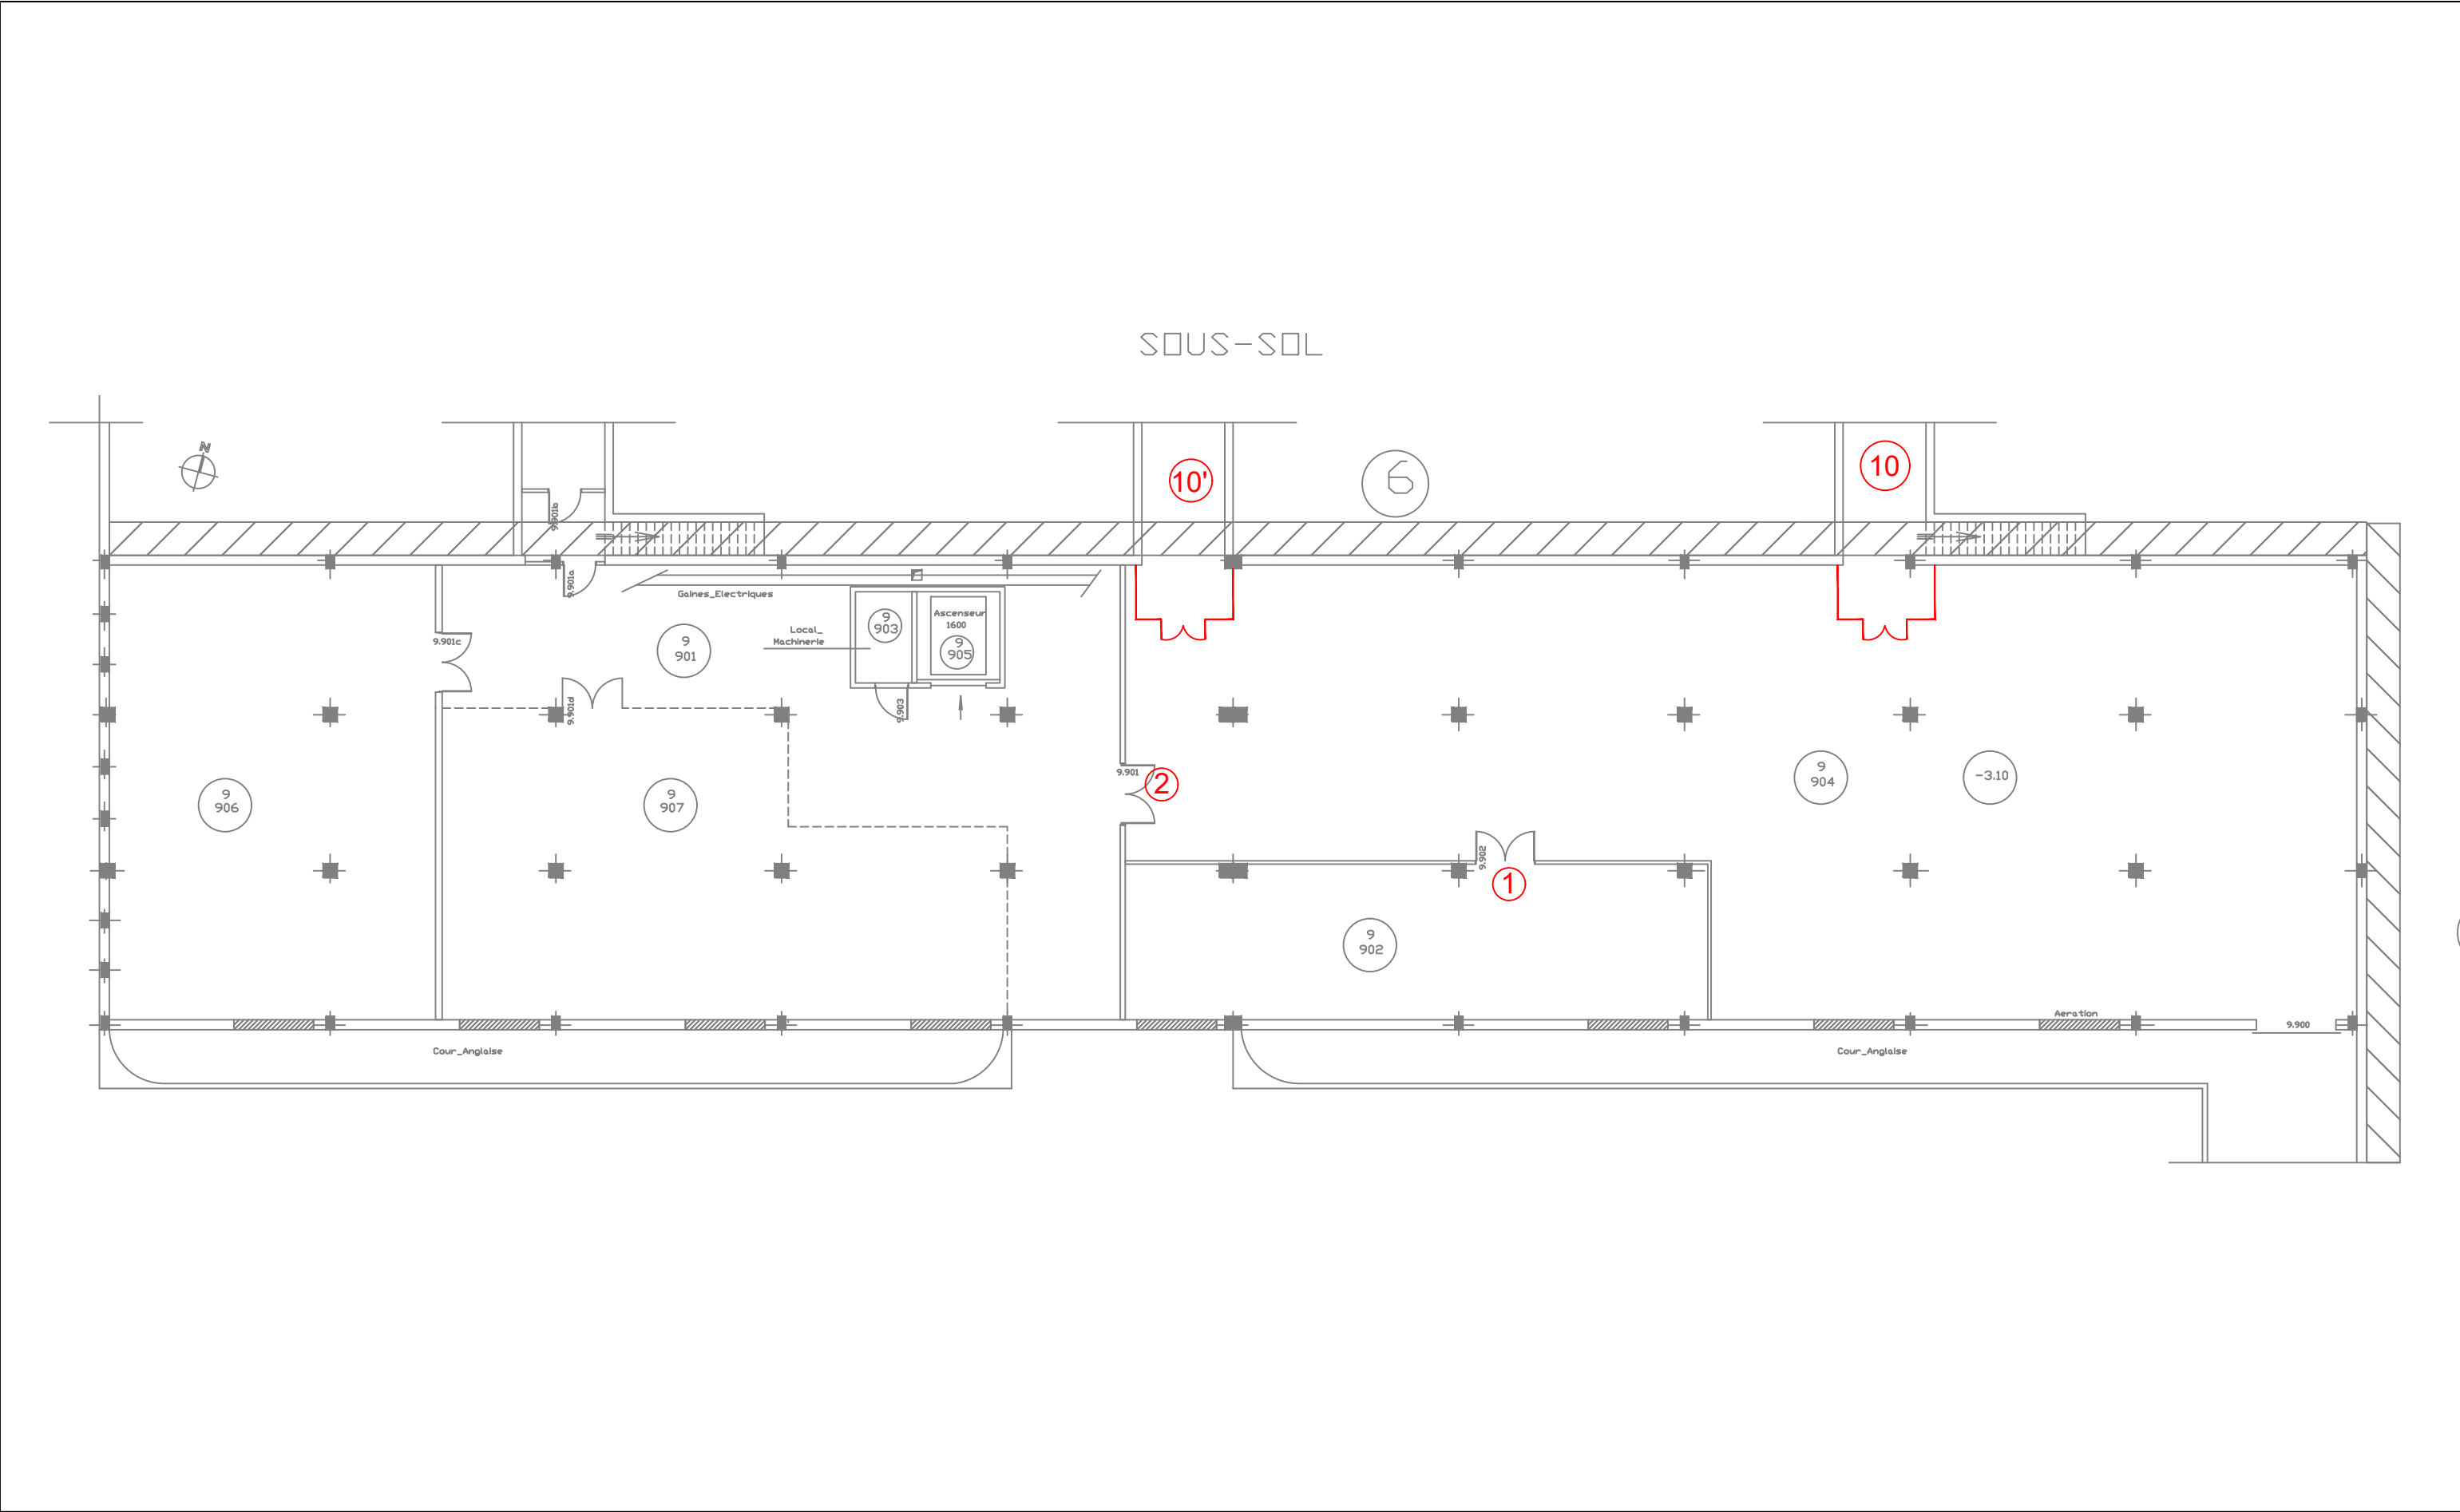 SOUS-SOL
N
10'
6
10
9.901b
9.901a
Gaines_Electriques
9.901c
9
901
Local_
Machinerie
9
903
Ascenseur
1600
9
905
9.901d
9.903
9.901
2
9
906
9
907
9
904
-3.10
9.902
1
9
902
Aeration
9.900
Cour_Anglaise
Cour_Anglaise